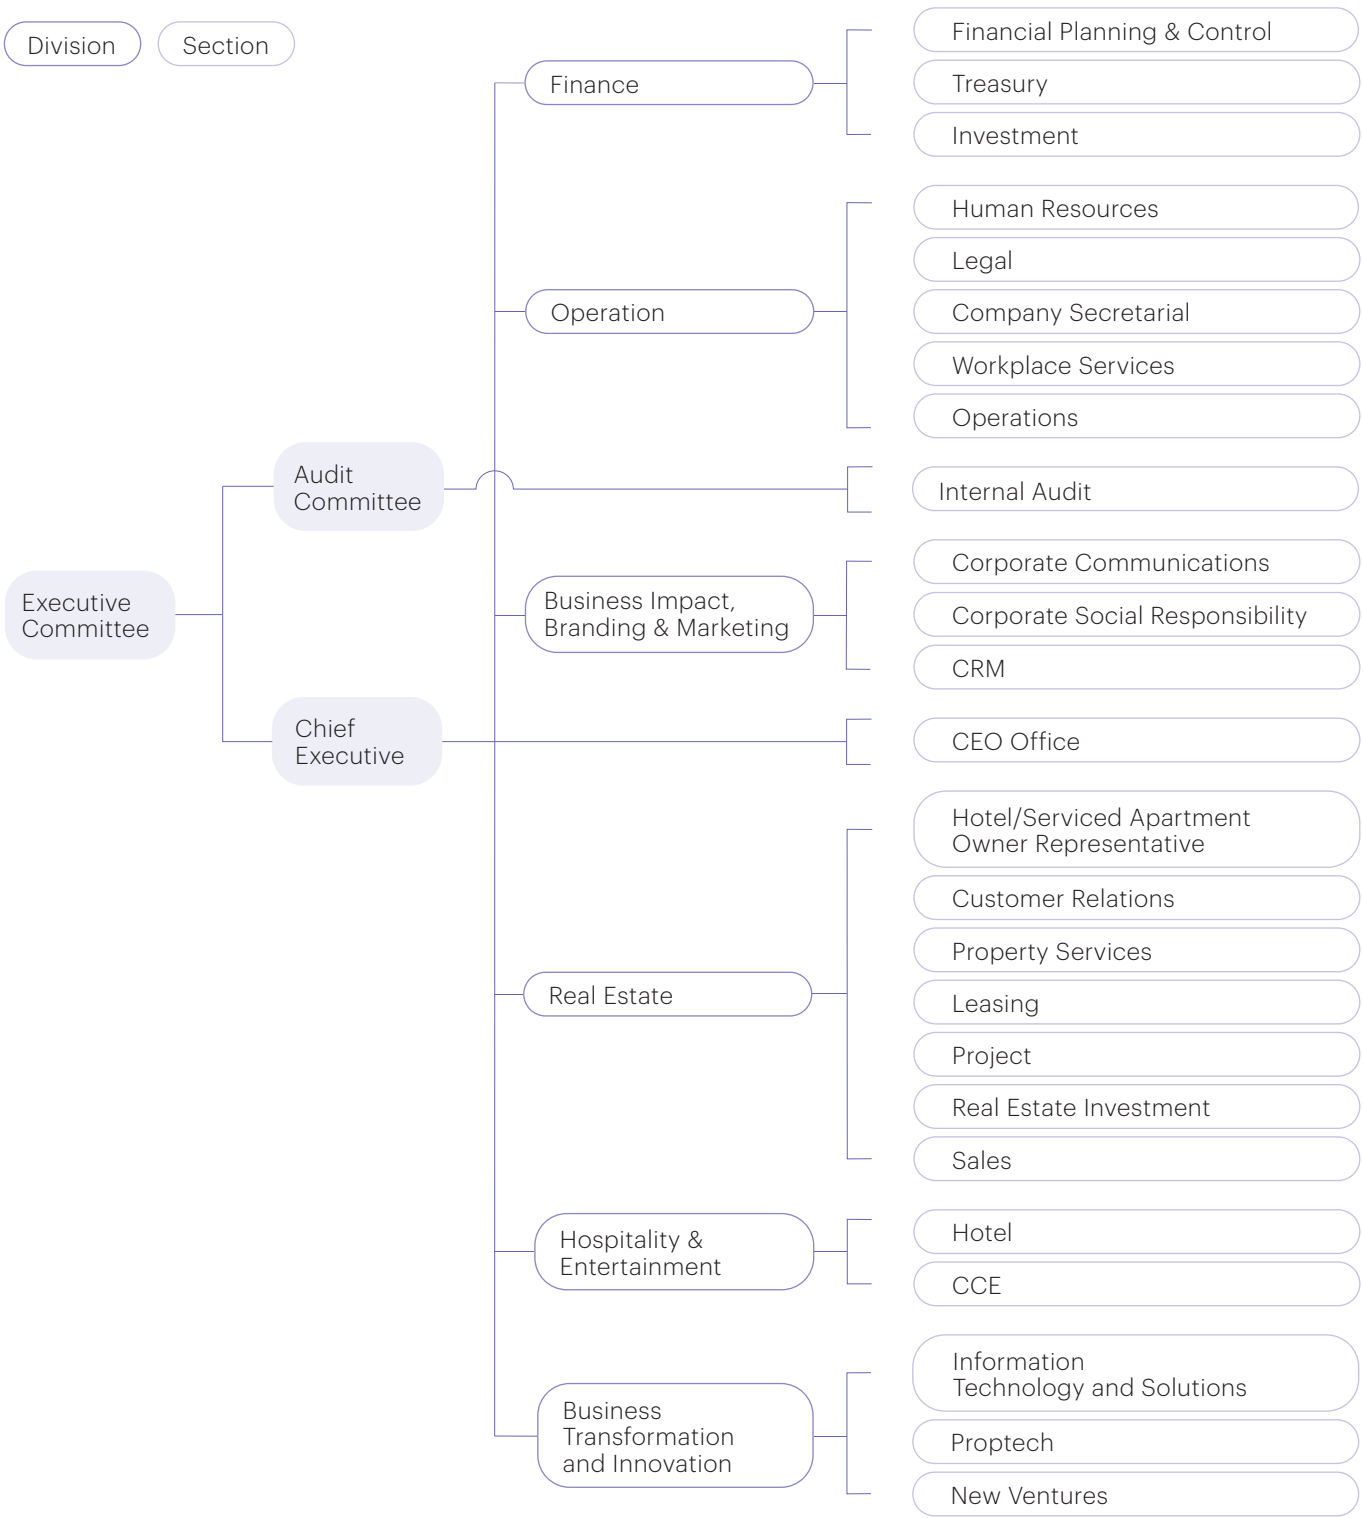 Division
Section
Executive
Committee
Audit
Committee
Chief
Executive
Finance
Financial Planning & Control
Treasury
Investment
Operation
Human Resources
Legal
Company Secretarial
Workplace Services
Operations
Internal Audit
Business Impact,
Branding & Marketing
Corporate Communications
Corporate Social Responsibility
CRM
CEO Office
Real Estate
Hotel/Serviced Apartment
Owner Representative
Customer Relations
Property Services
Leasing
Project
Real Estate Investment
Sales
Hospitality &
Entertainment
Hotel
CCE
Business
Transformation
and Innovation
Information
Technology and Solutions
Proptech
New Ventures